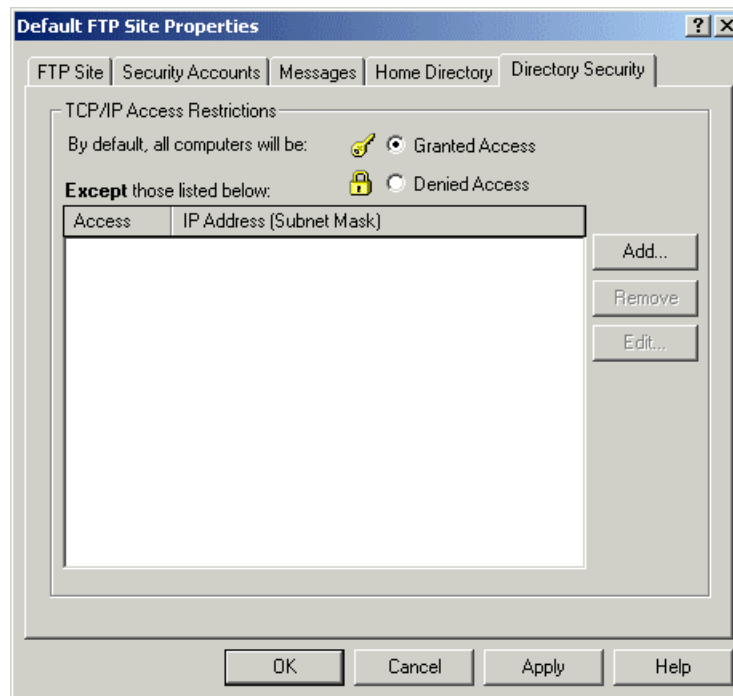 Default FTP Site Properties
FTP Site Security Accounts Messages Home Directory Directory Security
TCP/IP Access Restrictions
By default, all computers will be: Granted Access
Except those listed below: Denied Access
Access IP Address (Subnet Mask)
Add...
Remove
Edit...
OK Cancel Apply Help